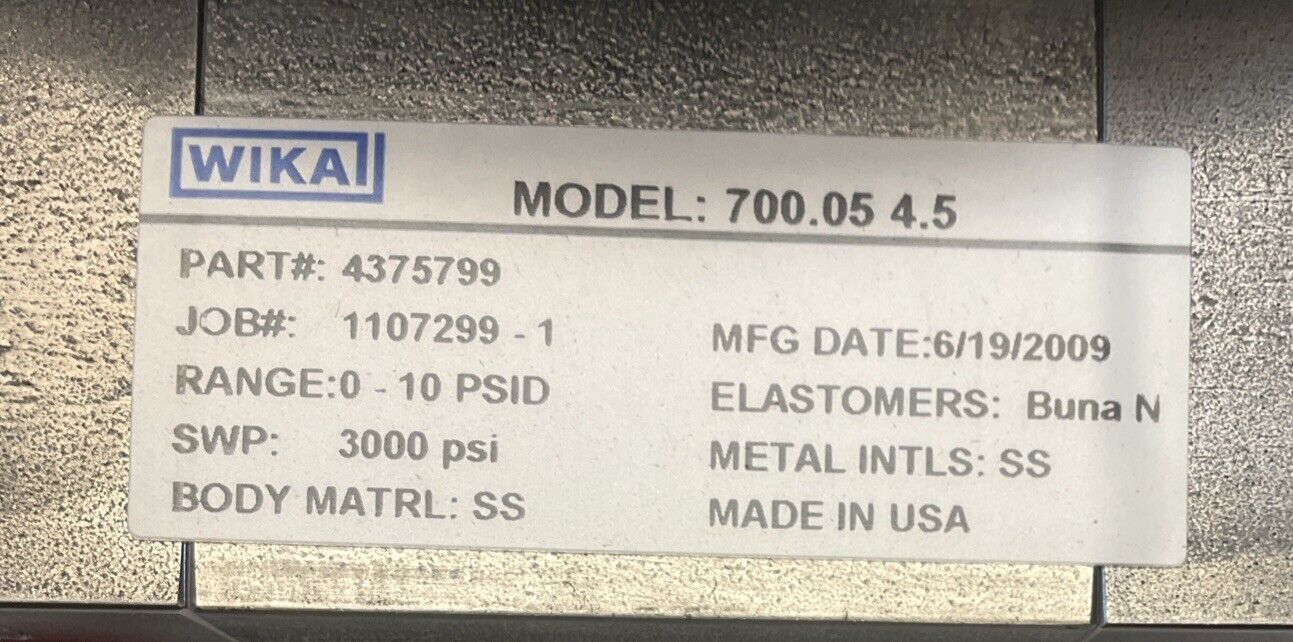 WIKA
MODEL: 700.05 4.5
PART#: 4375799
JOB#: 1107299 - 1
RANGE:0 - 10 PSID
SWP: 3000 psi
BODY MATRL: SS
MFG DATE:6/19/2009
ELASTOMERS: Buna N
METAL INTLS: SS
MADE IN USA